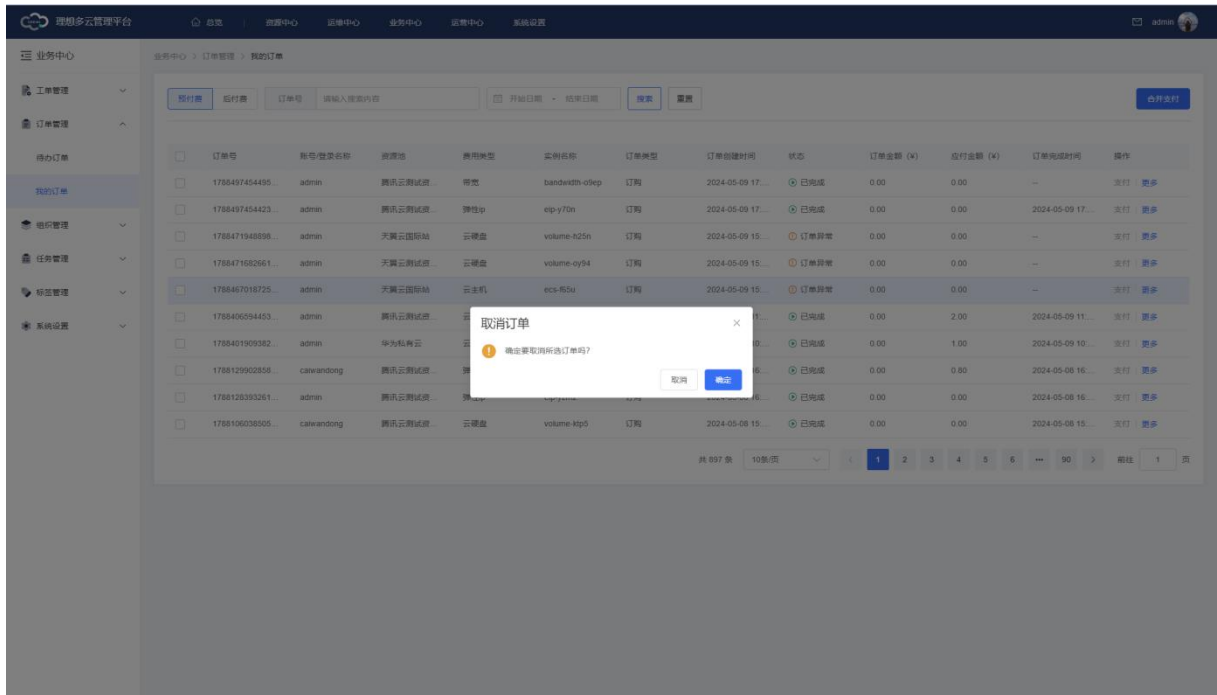 理想多云管理平台 总览 资源中心 运维中心 业务中心 运营中心 系统设置 admin
业务中心 业务中心 > 订单管理 > 我的订单
工单管理
预付费 后付费 订单号 请输入搜索内容 开始日期 - 结束日期 搜索 重置 合并支付
订单管理
待办订单
我的订单
组织管理
任务管理
标签管理
系统设置
订单号 账号/登录名称 资源池 费用类型 实例名称 订单类型 订单创建时间 状态 订单金额 (¥) 应付金额 (¥) 订单完成时间 操作
1788497454495... admin 腾讯云测试资... 带宽 bandwidth-o9ep 订购 2024-05-09 17:... 已完成 0.00 0.00 -- 支付 更多
1788497454423... admin 腾讯云测试资... 弹性ip eip-y70n 订购 2024-05-09 17:... 已完成 0.00 0.00 2024-05-09 17:... 支付 更多
1788471948898... admin 天翼云国际站 云硬盘 volume-h25n 订购 2024-05-09 15:... 订单异常 0.00 0.00 -- 支付 更多
1788471682661... admin 天翼云测试资... 云硬盘 volume-oy94 订购 2024-05-09 15:... 订单异常 0.00 0.00 -- 支付 更多
1788467018725... admin 天翼云国际站 云主机 ecs-f65o 订购 2024-05-09 15:... 订单异常 0.00 0.00 -- 支付 更多
1788406594453... admin 腾讯云测试资... 已完成 0.00 2.00 2024-05-09 11:... 支付 更多
1788401909382... admin 华为私有云 已完成 0.00 1.00 2024-05-09 10:... 支付 更多
1788129902858... caiwandong 腾讯云测试资... 已完成 0.00 0.80 2024-05-08 16:... 支付 更多
1788128393261... admin 腾讯云测试资... 已完成 0.00 0.00 2024-05-08 16:... 支付 更多
1788106038505... caiwandong 腾讯云测试资... 云硬盘 volume-ktp5 订购 2024-05-08 15:... 已完成 0.00 0.00 2024-05-08 15:... 支付 更多
取消订单
确定要取消所选订单吗?
取消 确定
共 897 条 10条/页 1 2 3 4 5 6 ••• 90 前往 1 页